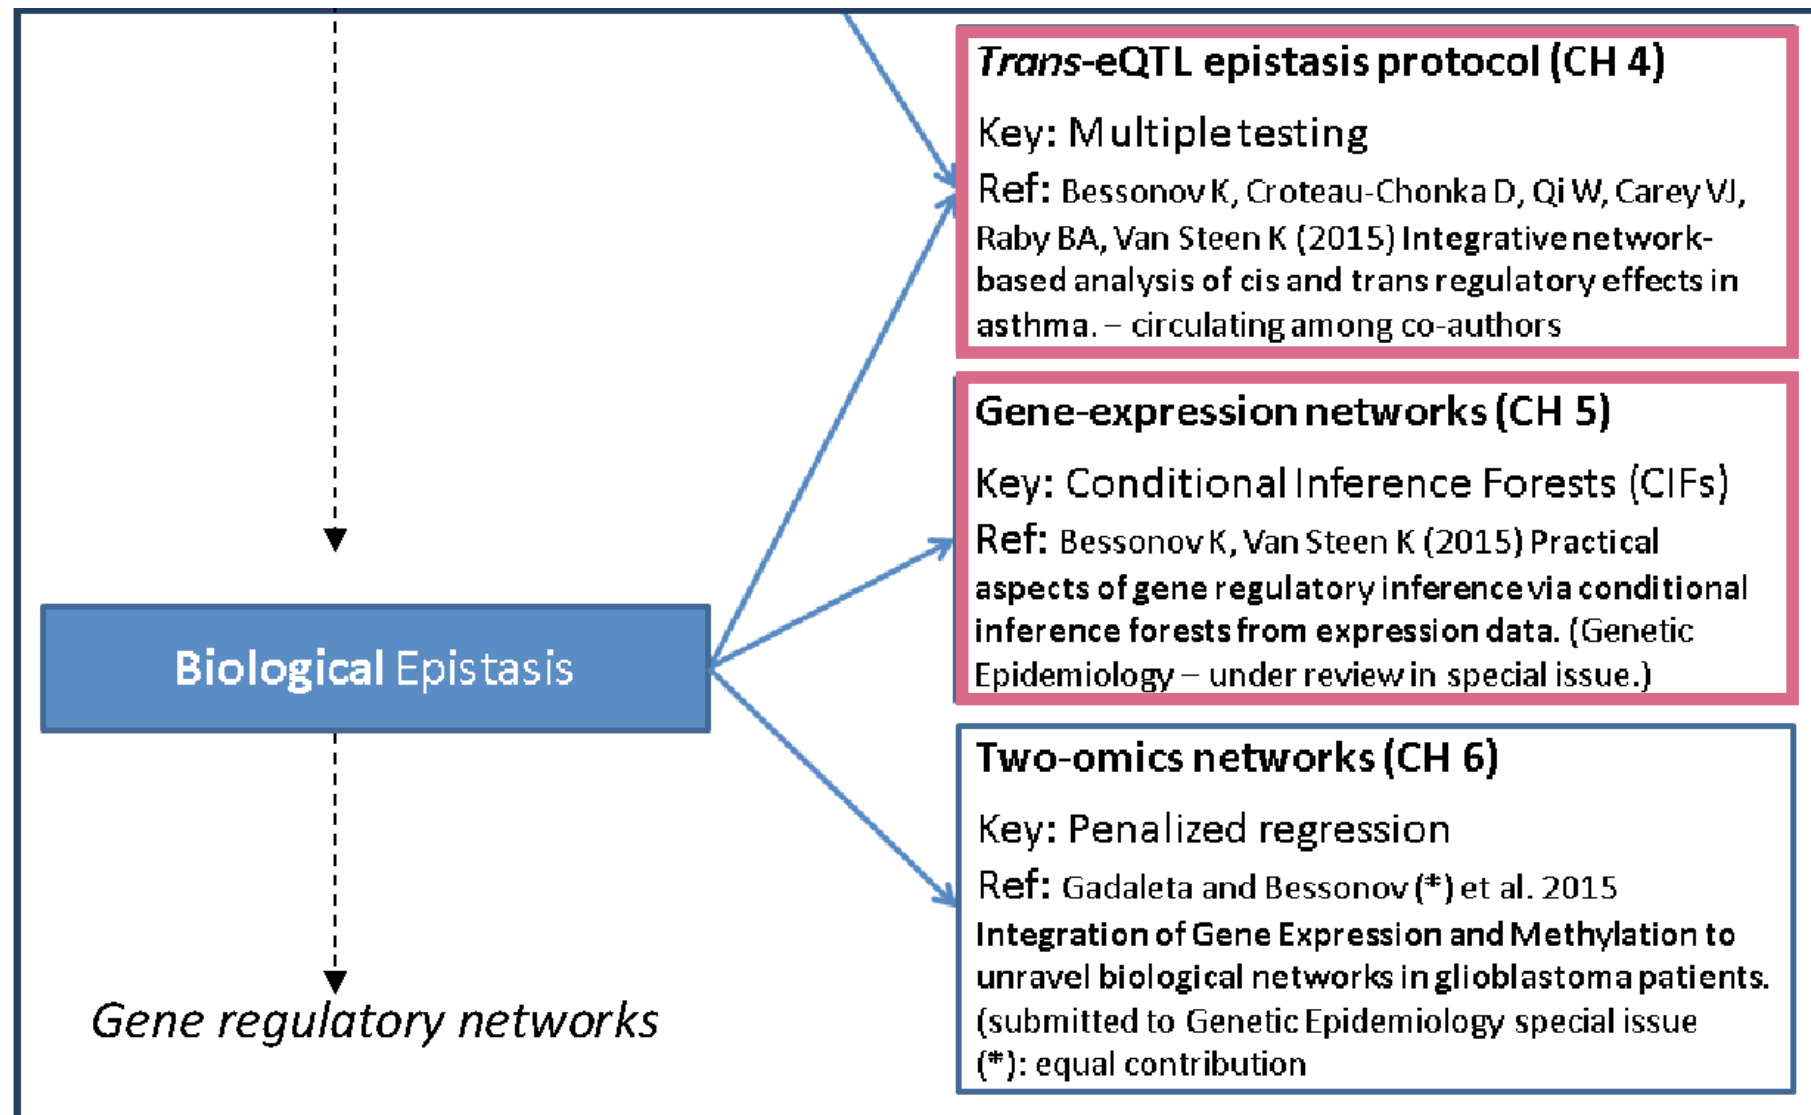 Trans-eQTL epistasis protocol (CH 4)
Key: Multiple testing
Ref: Bessonov K, Croteau-Chonka D, Qi W, Carey VJ,
Raby BA, Van Steen K (2015) Integrative network-
based analysis of cis and trans regulatory effects in
asthma. – circulating among co-authors
Gene-expression networks (CH 5)
Key: Conditional Inference Forests (CIFs)
Ref: Bessonov K, Van Steen K (2015) Practical
aspects of gene regulatory inference via conditional
inference forests from expression data. (Genetic
Epidemiology – under review in special issue.)
Biological Epistasis
Two-omics networks (CH 6)
Key: Penalized regression
Ref: Gadaleta and Bessonov (*) et al. 2015
Integration of Gene Expression and Methylation to
unravel biological networks in glioblastoma patients.
(submitted to Genetic Epidemiology special issue
(*): equal contribution
Gene regulatory networks